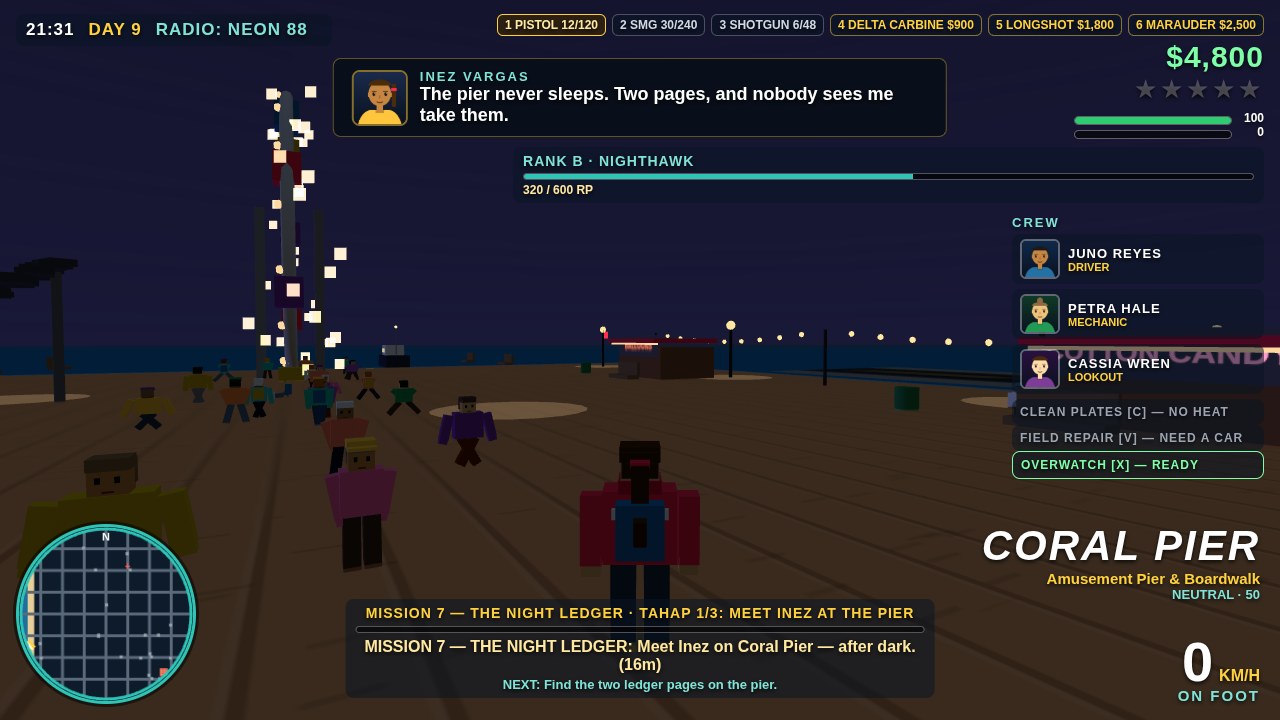 21:31 DAY 9 RADIO: NEON 88
1 PISTOL 12/120 2 SMG 30/240 3 SHOTGUN 6/48 4 DELTA CARBINE $900 5 LONGSHOT $1,800 6 MARAUDER $2,500
$4,800
100
0
INEZ VARGAS
The pier never sleeps. Two pages, and nobody sees me
take them.
RANK B · NIGHTHAWK
320 / 600 RP
CREW
JUNO REYES
DRIVER
PETRA HALE
MECHANIC
CASSIA WREN
LOOKOUT
CLEAN PLATES [C] — NO HEAT
FIELD REPAIR [V] — NEED A CAR
OVERWATCH [X] — READY
CORAL PIER
Amusement Pier & Boardwalk
NEUTRAL · 50
N
MISSION 7 — THE NIGHT LEDGER · TAHAP 1/3: MEET INEZ AT THE PIER
MISSION 7 — THE NIGHT LEDGER: Meet Inez on Coral Pier — after dark.
(16m)
NEXT: Find the two ledger pages on the pier.
0 KM/H
ON FOOT